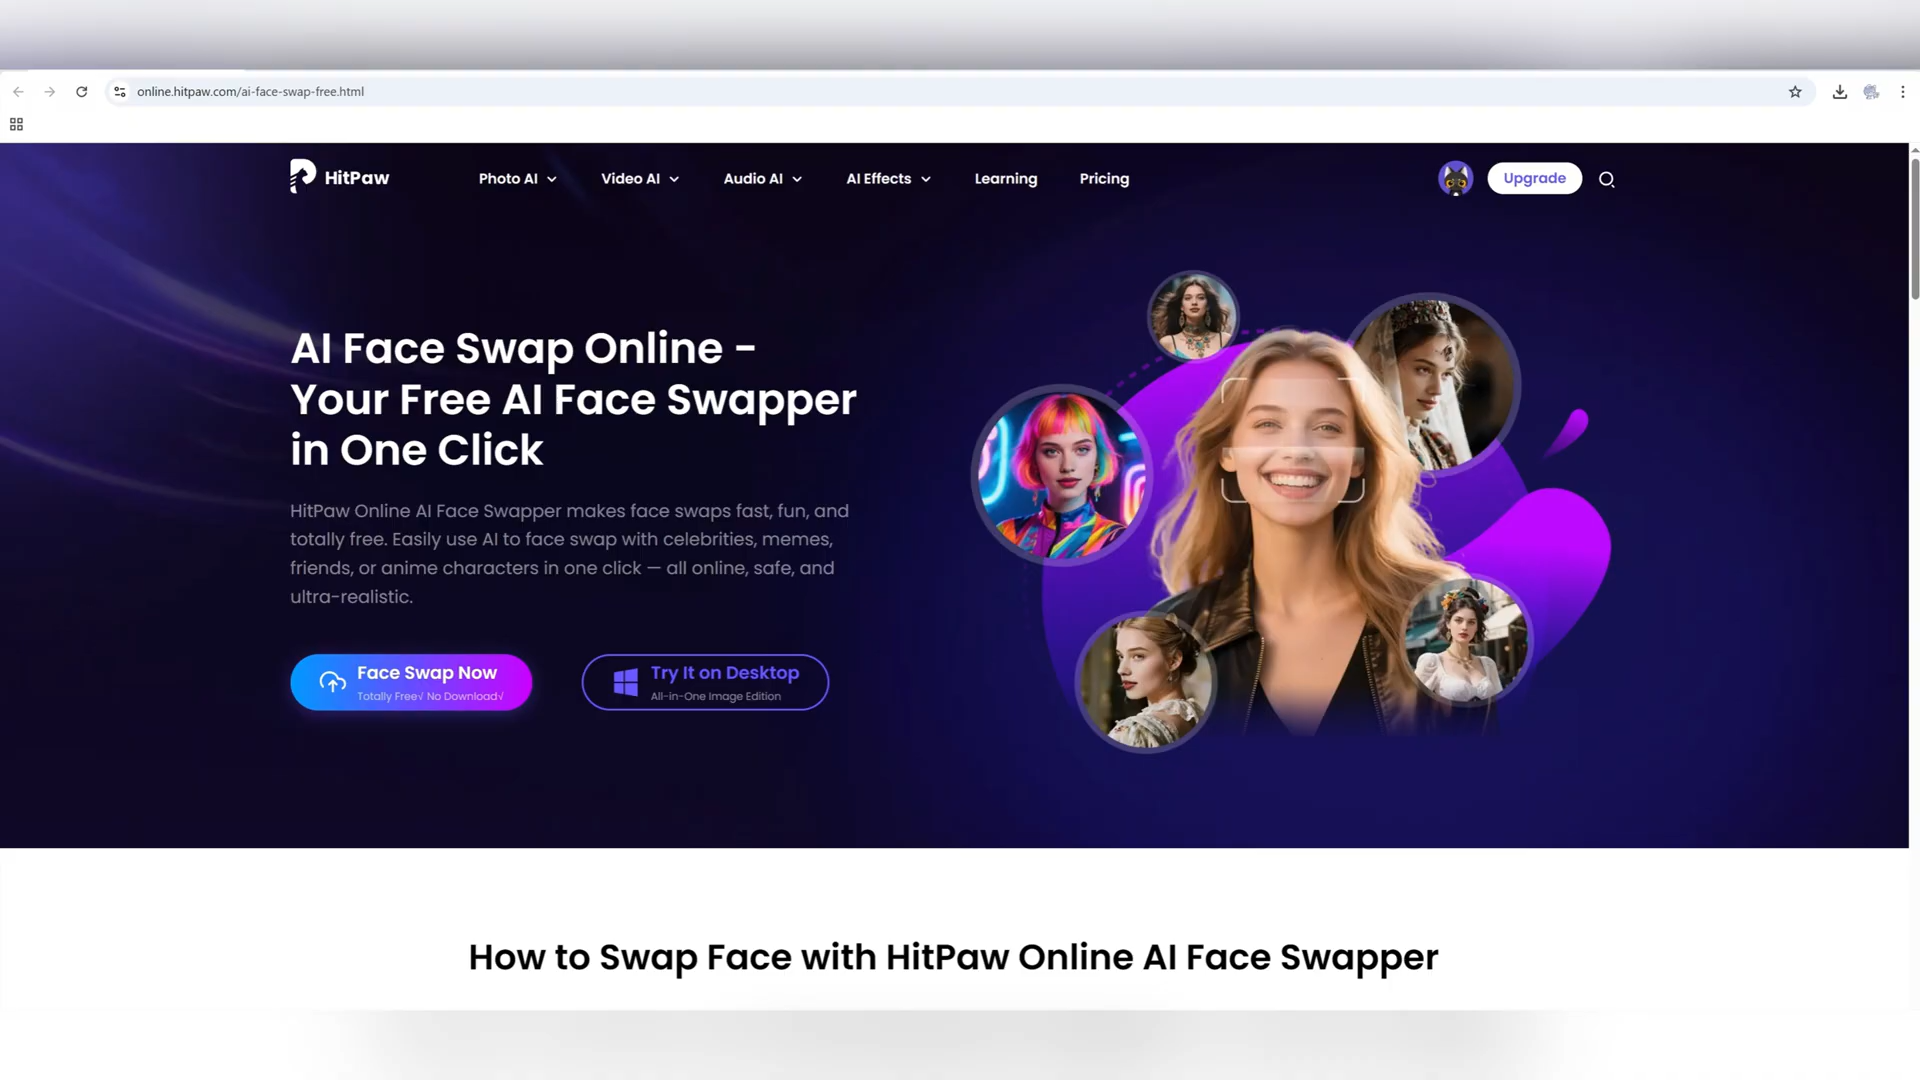 online.hitpaw.com/ai-face-swap-free.html
HitPaw
Photo AI
Video AI
Audio AI
AI Effects
Learning
Pricing
Upgrade
AI Face Swap Online -
Your Free AI Face Swapper
in One Click
HitPaw Online AI Face Swapper makes face swaps fast, fun, and
totally free. Easily use AI to face swap with celebrities, memes,
friends, or anime characters in one click — all online, safe, and
ultra-realistic.
Face Swap Now
Totally Free√ No Download√
Try It on Desktop
All-in-One Image Edition
How to Swap Face with HitPaw Online AI Face Swapper